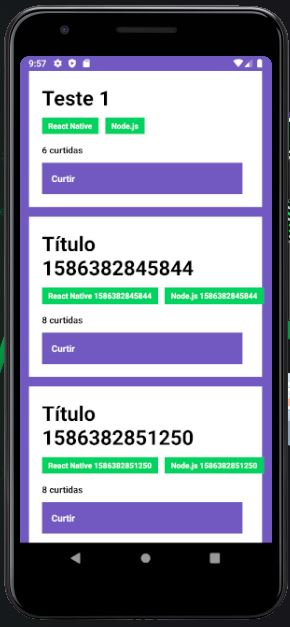 9:57
Teste 1
React Native Node.js
6 curtidas
Curtir
Título
1586382845844
React Native 1586382845844 Node.js 1586382845844
8 curtidas
Curtir
Título
1586382851250
React Native 1586382851250 Node.js 1586382851250
8 curtidas
Curtir